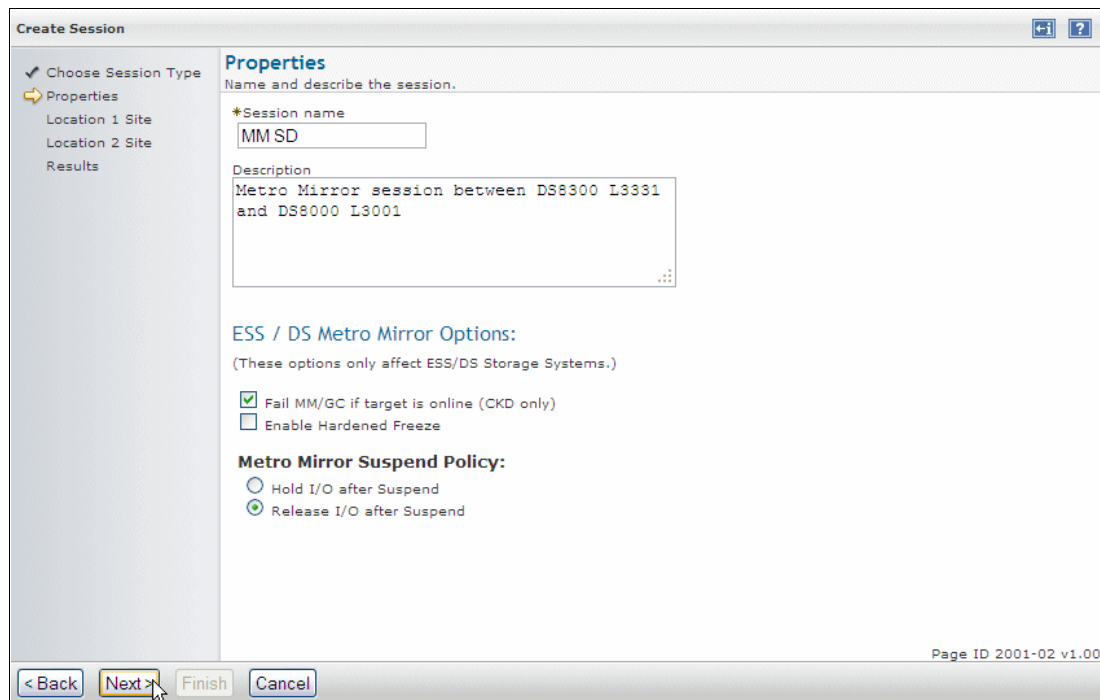 Create Session
?
Choose Session Type
Properties
Location 1 Site
Location 2 Site
Results
Properties
Name and describe the session.
*Session name
MM SD
Description
Metro Mirror session between DS8300 L3331
and DS8000 L3001
ESS / DS Metro Mirror Options:
(These options only affect ESS/DS Storage Systems.)
Fail MM/GC if target is online (CKD only)
Enable Hardened Freeze
Metro Mirror Suspend Policy:
Hold I/O after Suspend
Release I/O after Suspend
Page ID 2001-02 v1.00
< Back
Next >
Finish
Cancel